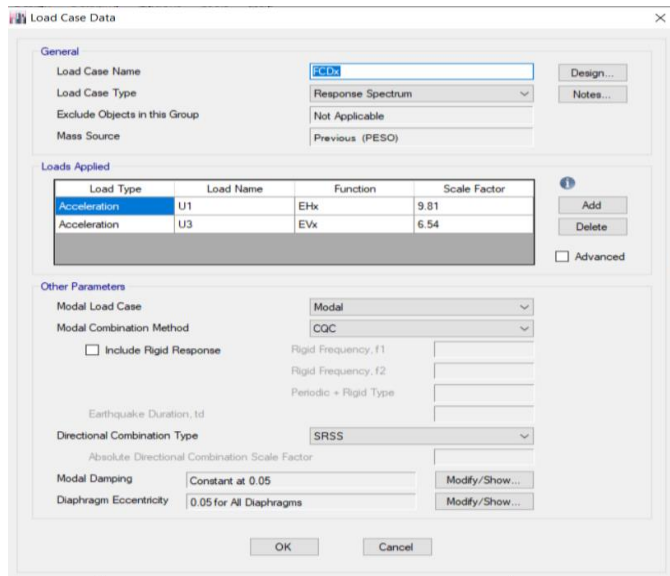 Load Case Data
General
Load Case Name FCDx Design...
Load Case Type Response Spectrum Notes...
Exclude Objects in this Group Not Applicable
Mass Source Previous (PESO)
Loads Applied
Load Type Load Name Function Scale Factor
Acceleration U1 EHx 9.81 Add
Acceleration U3 EVx 6.54 Delete
Advanced
Other Parameters
Modal Load Case Modal
Modal Combination Method CQC
Include Rigid Response Rigid Frequency, f1
Rigid Frequency, f2
Periodic + Rigid Type
Earthquake Duration, td
Directional Combination Type SRSS
Absolute Directional Combination Scale Factor
Modal Damping Constant at 0.05 Modify/Show...
Diaphragm Eccentricity 0.05 for All Diaphragms Modify/Show...
OK Cancel